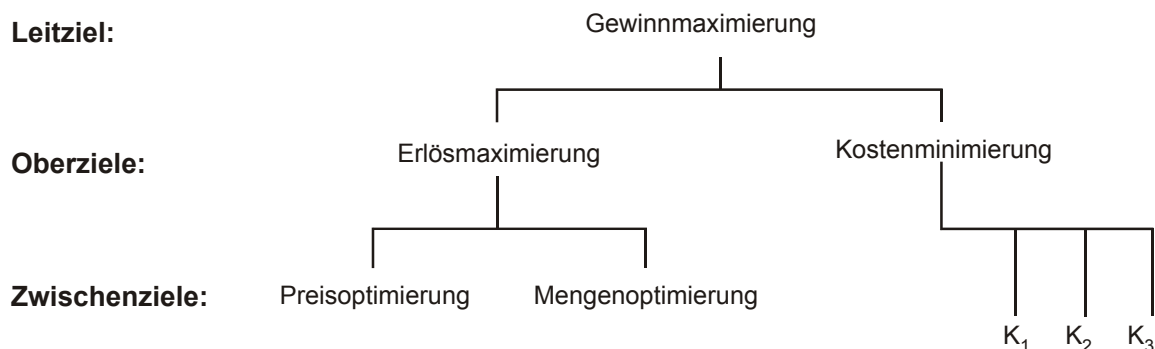 Leitziel: Gewinnmaximierung
Oberziele: Erlösmaximierung Kostenminimierung
Zwischenziele: Preisoptimierung Mengenoptimierung
K₁ K₂ K₃